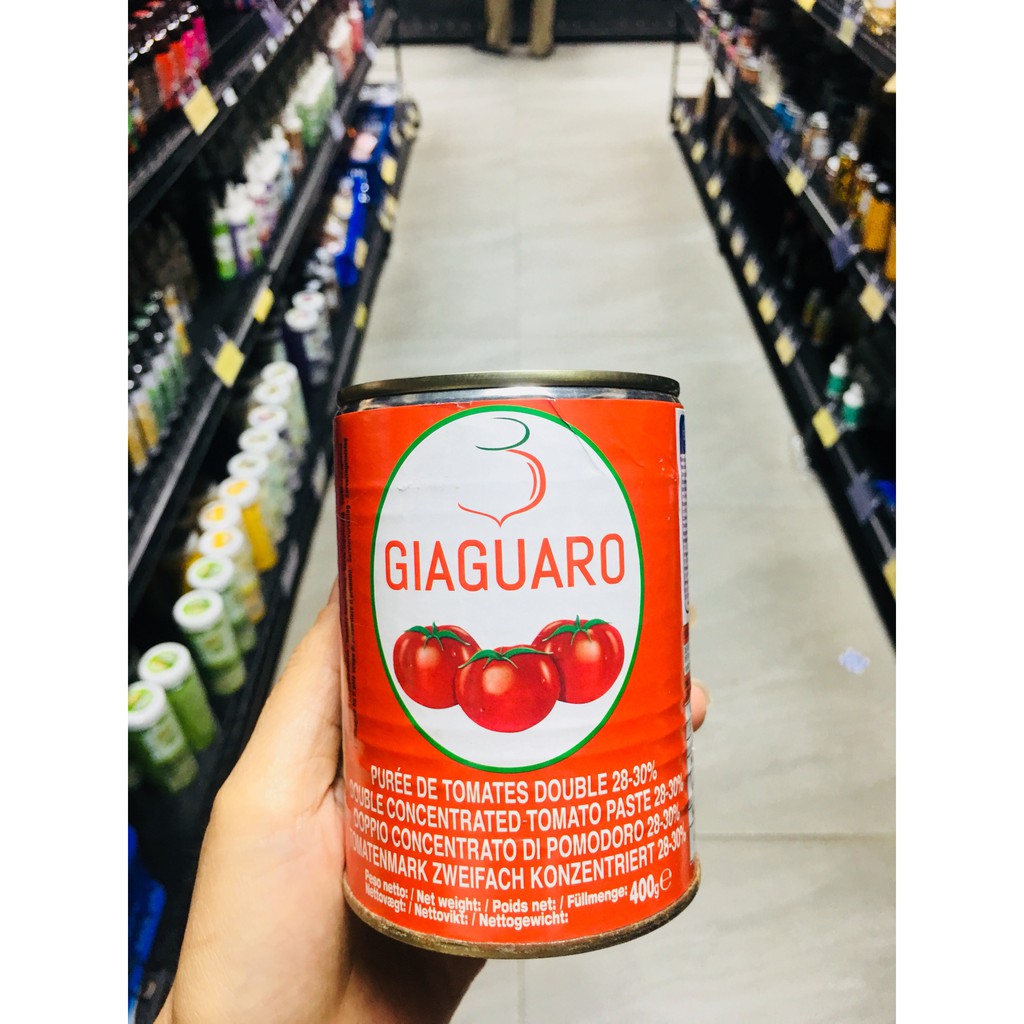 GIAGUARO
PURÉE DE TOMATES DOUBLE 28-30%
DOUBLE CONCENTRATED TOMATO PASTE 28-30%
DOPPIO CONCENTRATO DI POMODORO 28-30%
TOMATENMARK ZWEIFACH KONZENTRIERT 28-30%
Peso netto: / Net weight: / Poids net: / Füllmenge: 400g e
Nettovægt: / Nettovikt: / Nettogewicht: